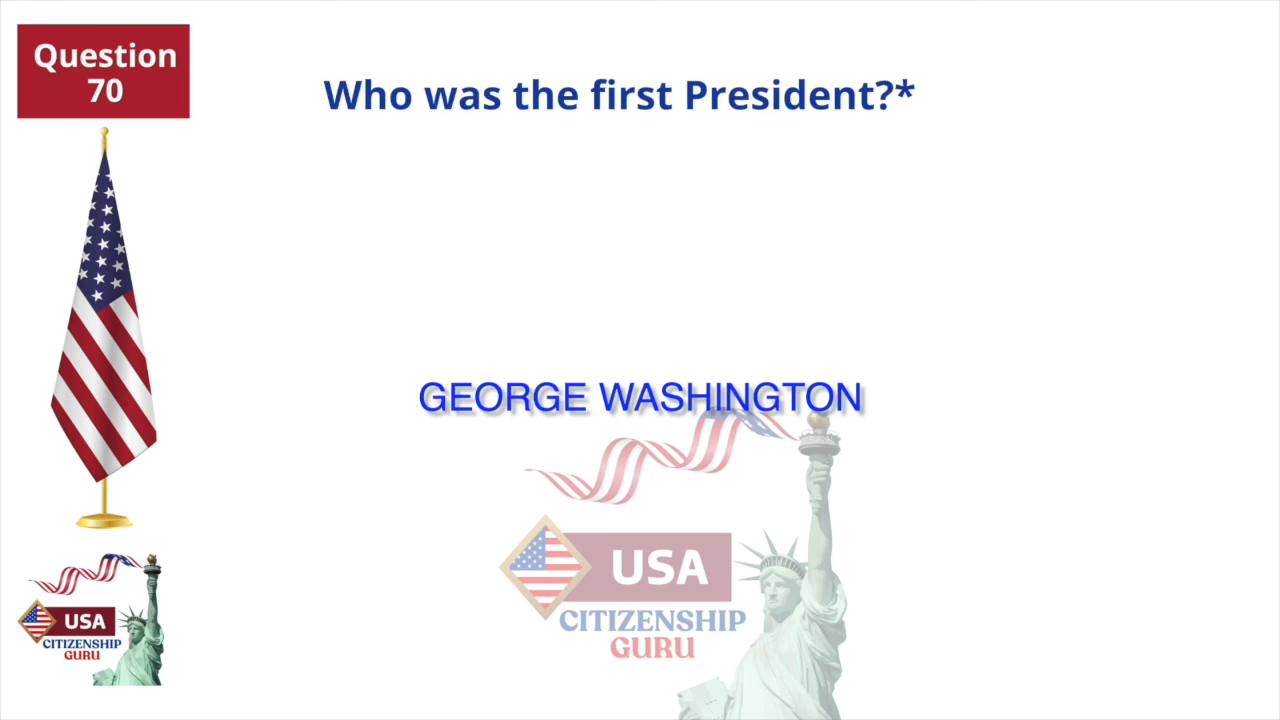 Question
70
Who was the first President?*
GEORGE WASHINGTON
USA
CITIZENSHIP
GURU
USA
CITIZENSHIP
GURU